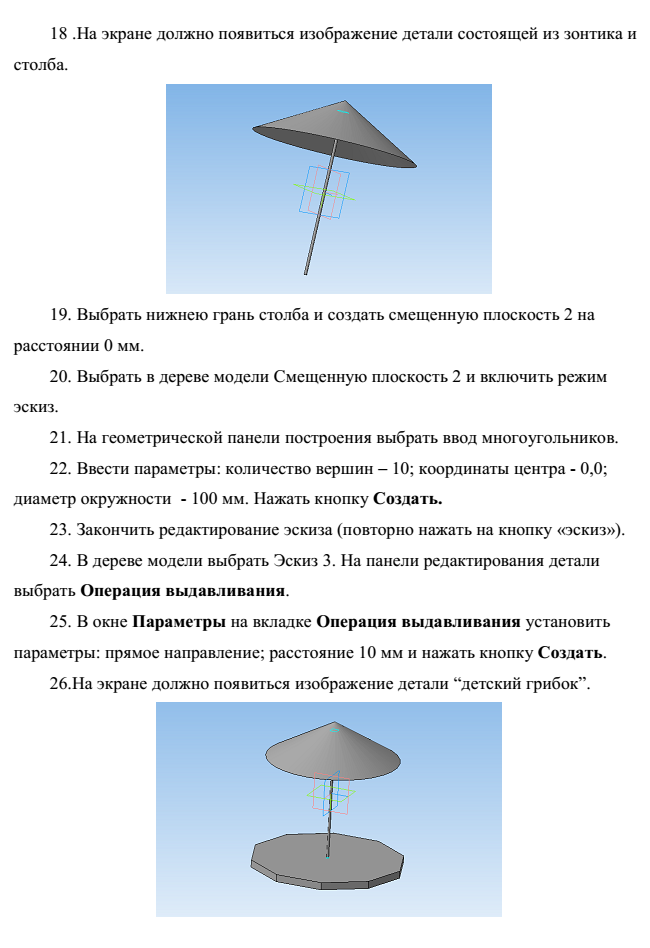 18 .На экране должно появиться изображение детали состоящей из зонтика и
столба.
19. Выбрать нижнею грань столба и создать смещенную плоскость 2 на
расстоянии 0 мм.
20. Выбрать в дереве модели Смещенную плоскость 2 и включить режим
эскиз.
21. На геометрической панели построения выбрать ввод многоугольников.
22. Ввести параметры: количество вершин – 10; координаты центра - 0,0;
диаметр окружности - 100 мм. Нажать кнопку Создать.
23. Закончить редактирование эскиза (повторно нажать на кнопку «эскиз»).
24. В дереве модели выбрать Эскиз 3. На панели редактирования детали
выбрать Операция выдавливания.
25. В окне Параметры на вкладке Операция выдавливания установить
параметры: прямое направление; расстояние 10 мм и нажать кнопку Создать.
26.На экране должно появиться изображение детали “детский грибок”.